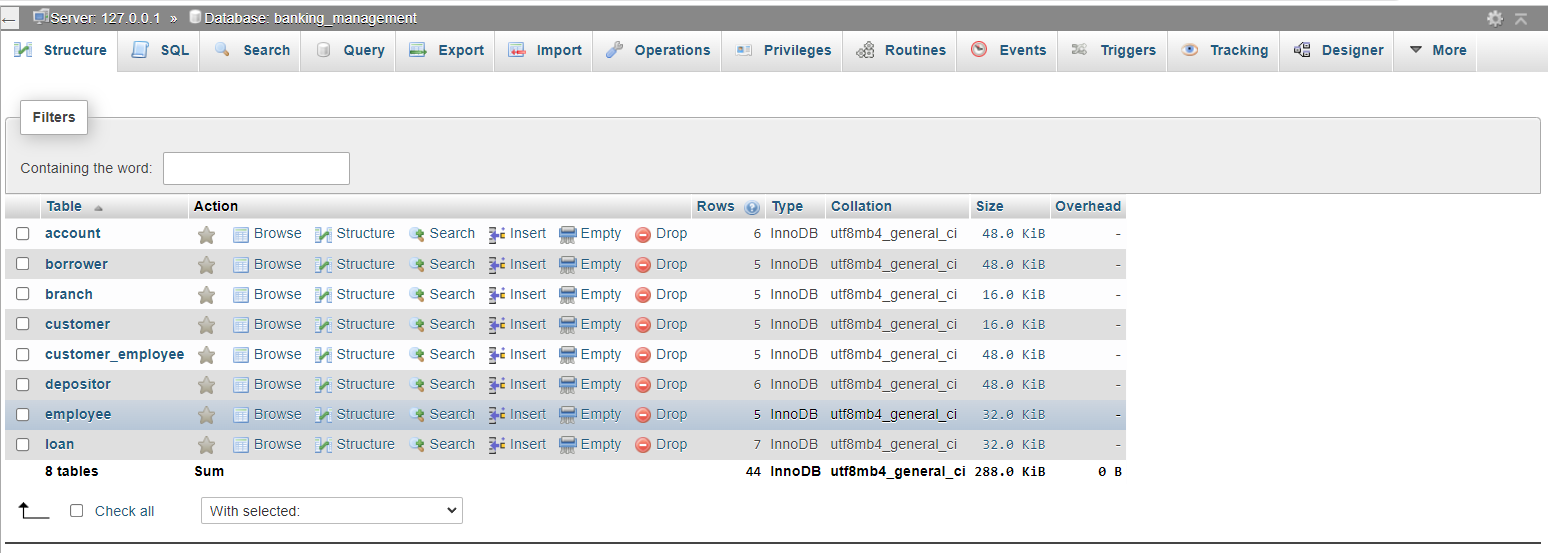 Server: 127.0.0.1 » Database: banking_management
Structure SQL Search Query Export Import Operations Privileges Routines Events Triggers Tracking Designer More
Filters
Containing the word:
Table Action Rows Type Collation Size Overhead
account Browse Structure Search Insert Empty Drop 6 InnoDB utf8mb4_general_ci 48.0 KiB -
borrower Browse Structure Search Insert Empty Drop 5 InnoDB utf8mb4_general_ci 48.0 KiB -
branch Browse Structure Search Insert Empty Drop 5 InnoDB utf8mb4_general_ci 16.0 KiB -
customer Browse Structure Search Insert Empty Drop 5 InnoDB utf8mb4_general_ci 16.0 KiB -
customer_employee Browse Structure Search Insert Empty Drop 5 InnoDB utf8mb4_general_ci 48.0 KiB -
depositor Browse Structure Search Insert Empty Drop 6 InnoDB utf8mb4_general_ci 48.0 KiB -
employee Browse Structure Search Insert Empty Drop 5 InnoDB utf8mb4_general_ci 32.0 KiB -
loan Browse Structure Search Insert Empty Drop 7 InnoDB utf8mb4_general_ci 32.0 KiB -
8 tables Sum 44 InnoDB utf8mb4_general_ci 288.0 KiB 0 B
Check all With selected: